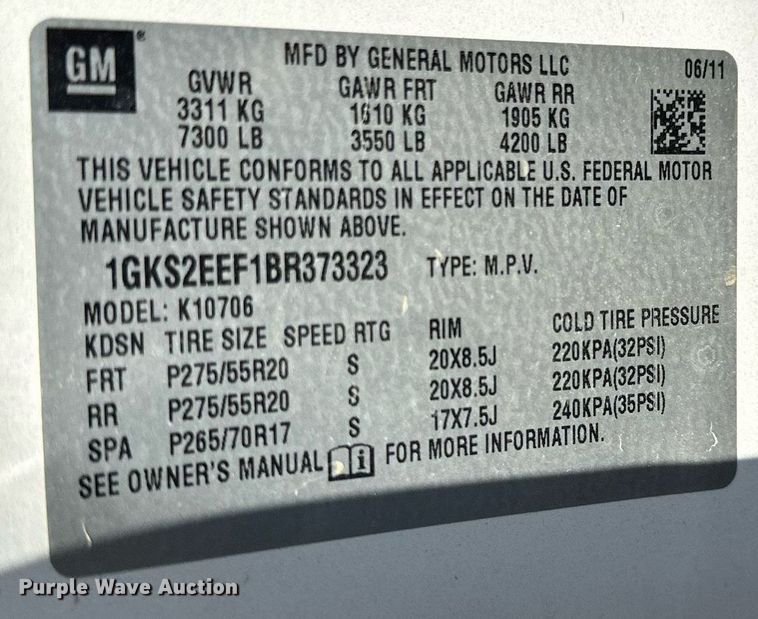 GM ®
MFD BY GENERAL MOTORS LLC 06/11
GVWR GAWR FRT GAWR RR
3311 KG 1610 KG 1905 KG
7300 LB 3550 LB 4200 LB
THIS VEHICLE CONFORMS TO ALL APPLICABLE U.S. FEDERAL MOTOR
VEHICLE SAFETY STANDARDS IN EFFECT ON THE DATE OF
MANUFACTURE SHOWN ABOVE.
1GKS2EEF1BR373323 TYPE: M.P.V.
MODEL: K10706
KDSN TIRE SIZE SPEED RTG RIM COLD TIRE PRESSURE
FRT P275/55R20 S 20X8.5J 220KPA(32PSI)
RR P275/55R20 S 20X8.5J 220KPA(32PSI)
SPA P265/70R17 S 17X7.5J 240KPA(35PSI)
SEE OWNER'S MANUAL i FOR MORE INFORMATION.
Purple Wave Auction